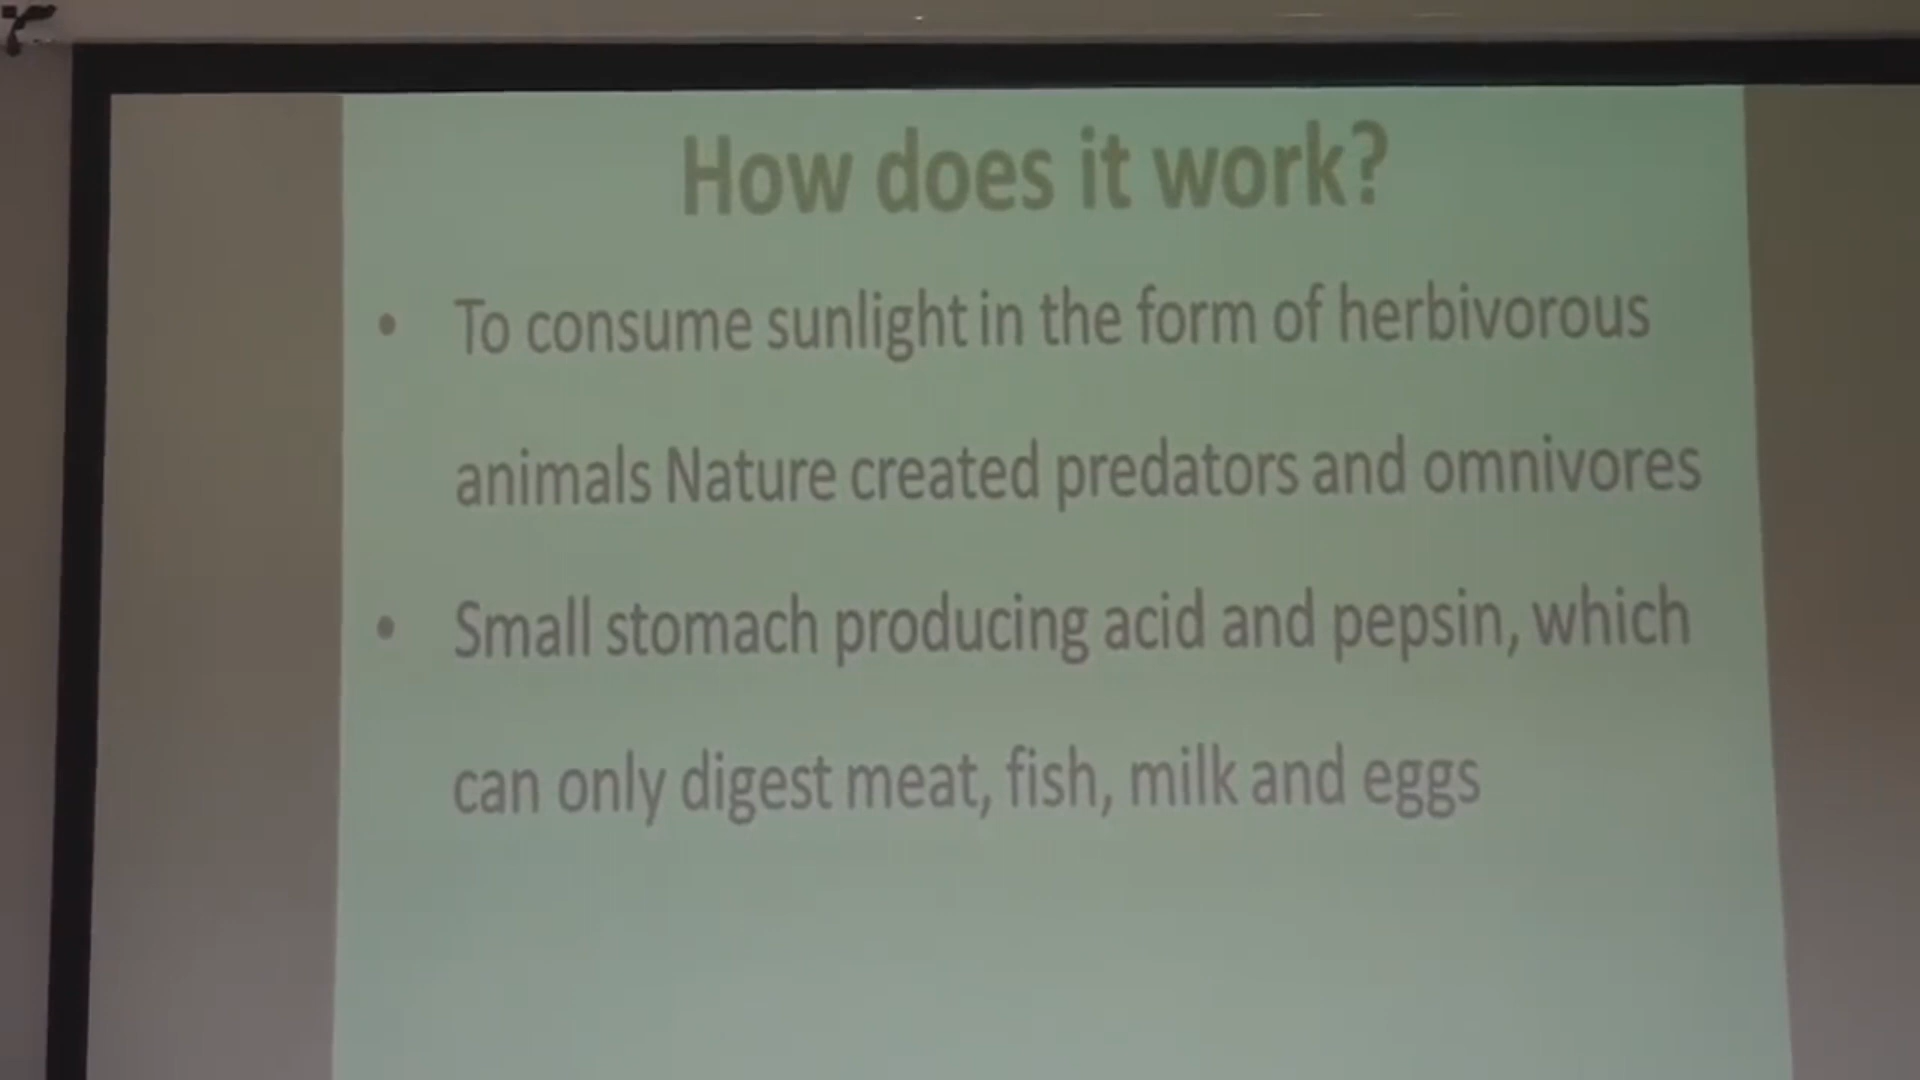 How does it work?
• To consume sunlight in the form of herbivorous
animals Nature created predators and omnivores
• Small stomach producing acid and pepsin, which
can only digest meat, fish, milk and eggs